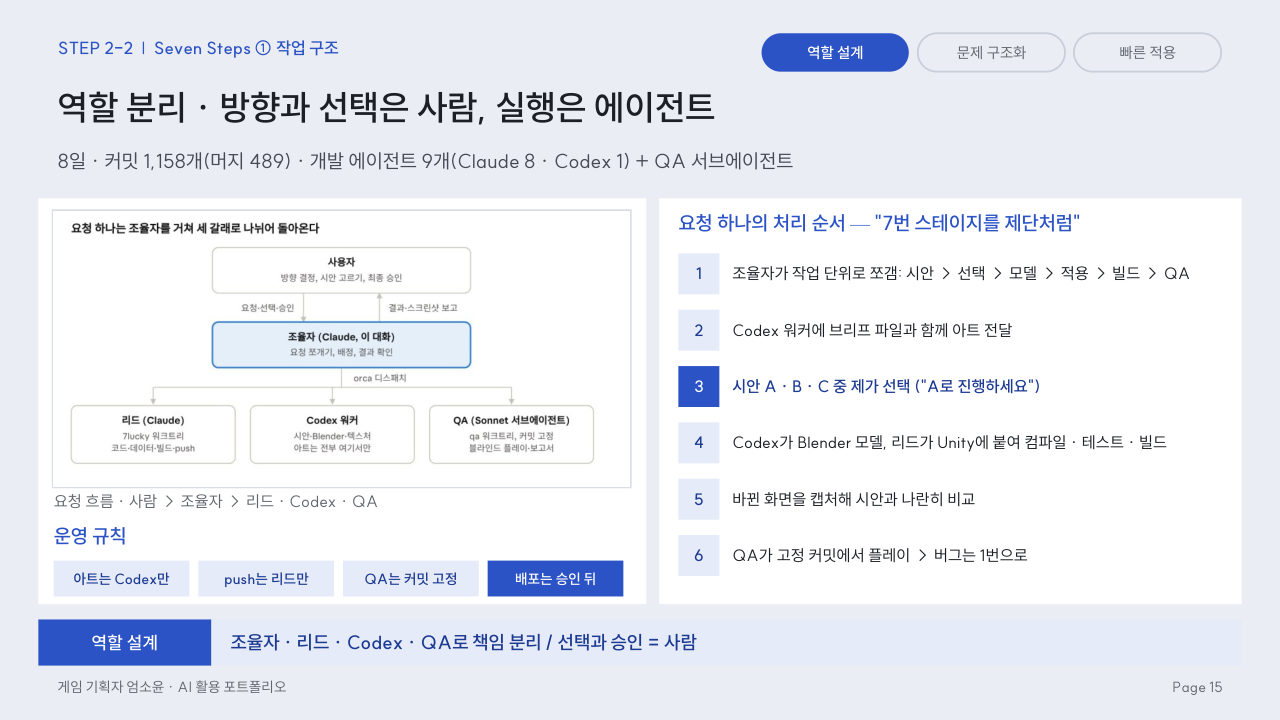 STEP 2-2 | Seven Steps ① 작업 구조
역할 설계
문제 구조화
빠른 적용
역할 분리 · 방향과 선택은 사람, 실행은 에이전트
8일 · 커밋 1,158개(머지 489) · 개발 에이전트 9개(Claude 8 · Codex 1) + QA 서브에이전트
요청 하나는 조율자를 거쳐 세 갈래로 나뉘어 돌아온다
사용자
방향 결정, 시안 고르기, 최종 승인
요청·선택·승인
결과·스크린샷 보고
조율자 (Claude, 이 대화)
요청 쪼개기, 배정, 결과 확인
orca 디스패치
리드 (Claude)
7lucky 워크트리
코드·데이터·빌드·push
Codex 워커
시안·Blender·텍스처
아트는 전부 여기서만
QA (Sonnet 서브에이전트)
qa 워크트리, 커밋 고정
블라인드 플레이·보고서
요청 흐름 · 사람 > 조율자 > 리드 · Codex · QA
운영 규칙
아트는 Codex만
push는 리드만
QA는 커밋 고정
배포는 승인 뒤
요청 하나의 처리 순서 — "7번 스테이지를 제단처럼"
1 조율자가 작업 단위로 쪼갬: 시안 > 선택 > 모델 > 적용 > 빌드 > QA
2 Codex 워커에 브리프 파일과 함께 아트 전달
3 시안 A · B · C 중 제가 선택 ("A로 진행하세요")
4 Codex가 Blender 모델, 리드가 Unity에 붙여 컴파일 · 테스트 · 빌드
5 바뀐 화면을 캡처해 시안과 나란히 비교
6 QA가 고정 커밋에서 플레이 > 버그는 1번으로
역할 설계
조율자 · 리드 · Codex · QA로 책임 분리 / 선택과 승인 = 사람
게임 기획자 엄소윤 · AI 활용 포트폴리오
Page 15